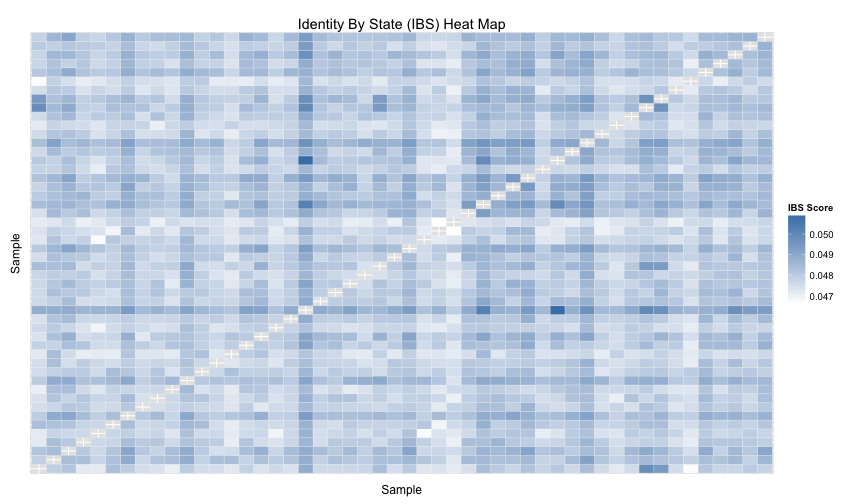 Identity By State (IBS) Heat Map
Sample
Sample
IBS Score
0.050
0.049
0.048
0.047